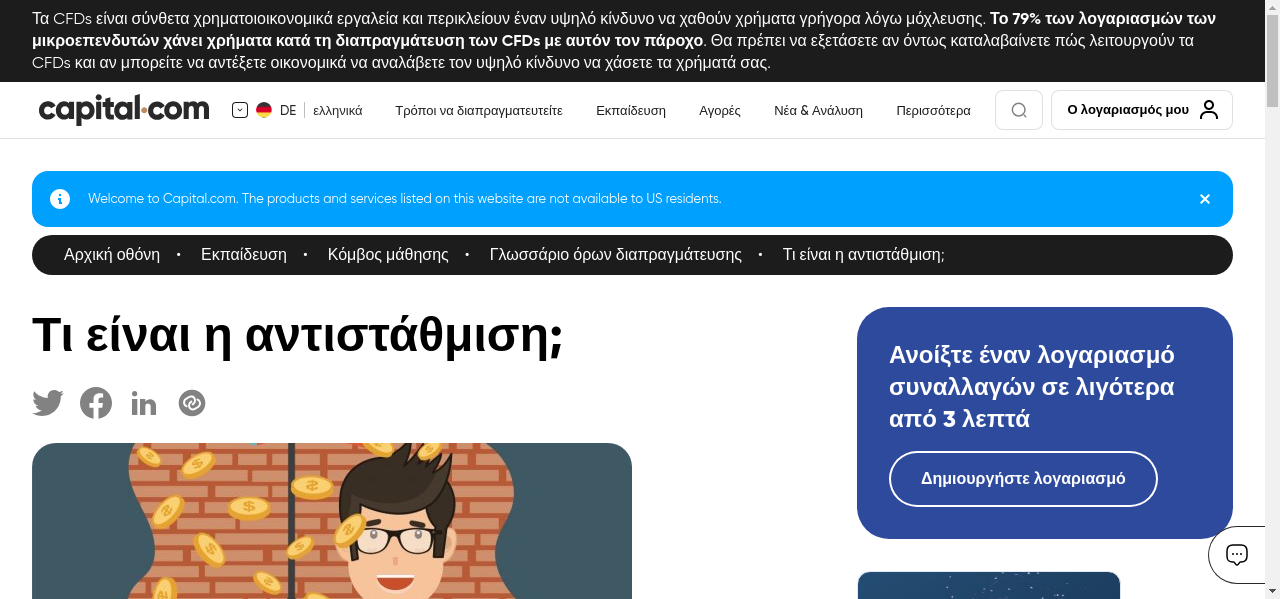 Τα CFDs είναι σύνθετα χρηματοιοικονομικά εργαλεία και περικλείουν έναν υψηλό κίνδυνο να χαθούν χρήματα γρήγορα λόγω μόχλευσης. Το 79% των λογαριασμών των
μικροεπενδυτών χάνει χρήματα κατά τη διαπραγμάτευση των CFDs με αυτόν τον πάροχο. Θα πρέπει να εξετάσετε αν όντως καταλαβαίνετε πώς λειτουργούν τα
CFDs και αν μπορείτε να αντέξετε οικονομικά να αναλάβετε τον υψηλό κίνδυνο να χάσετε τα χρήματά σας.
capital.com DE ελληνικά Τρόποι να διαπραγματευτείτε Εκπαίδευση Αγορές Νέα & Ανάλυση Περισσότερα Ο λογαριασμός μου
Welcome to Capital.com. The products and services listed on this website are not available to US residents.
Αρχική οθόνη • Εκπαίδευση • Κόμβος μάθησης • Γλωσσάριο όρων διαπραγμάτευσης • Τι είναι η αντιστάθμιση;
Τι είναι η αντιστάθμιση;
Ανοίξτε έναν λογαριασμό
συναλλαγών σε λιγότερα
από 3 λεπτά
Δημιουργήστε λογαριασμό